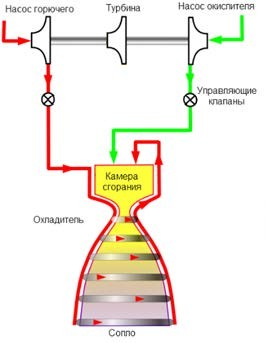 Насос горючего
Турбина
Насос окислителя
Управляющие
клапаны
Камера
сгорания
Охладитель
Сопло